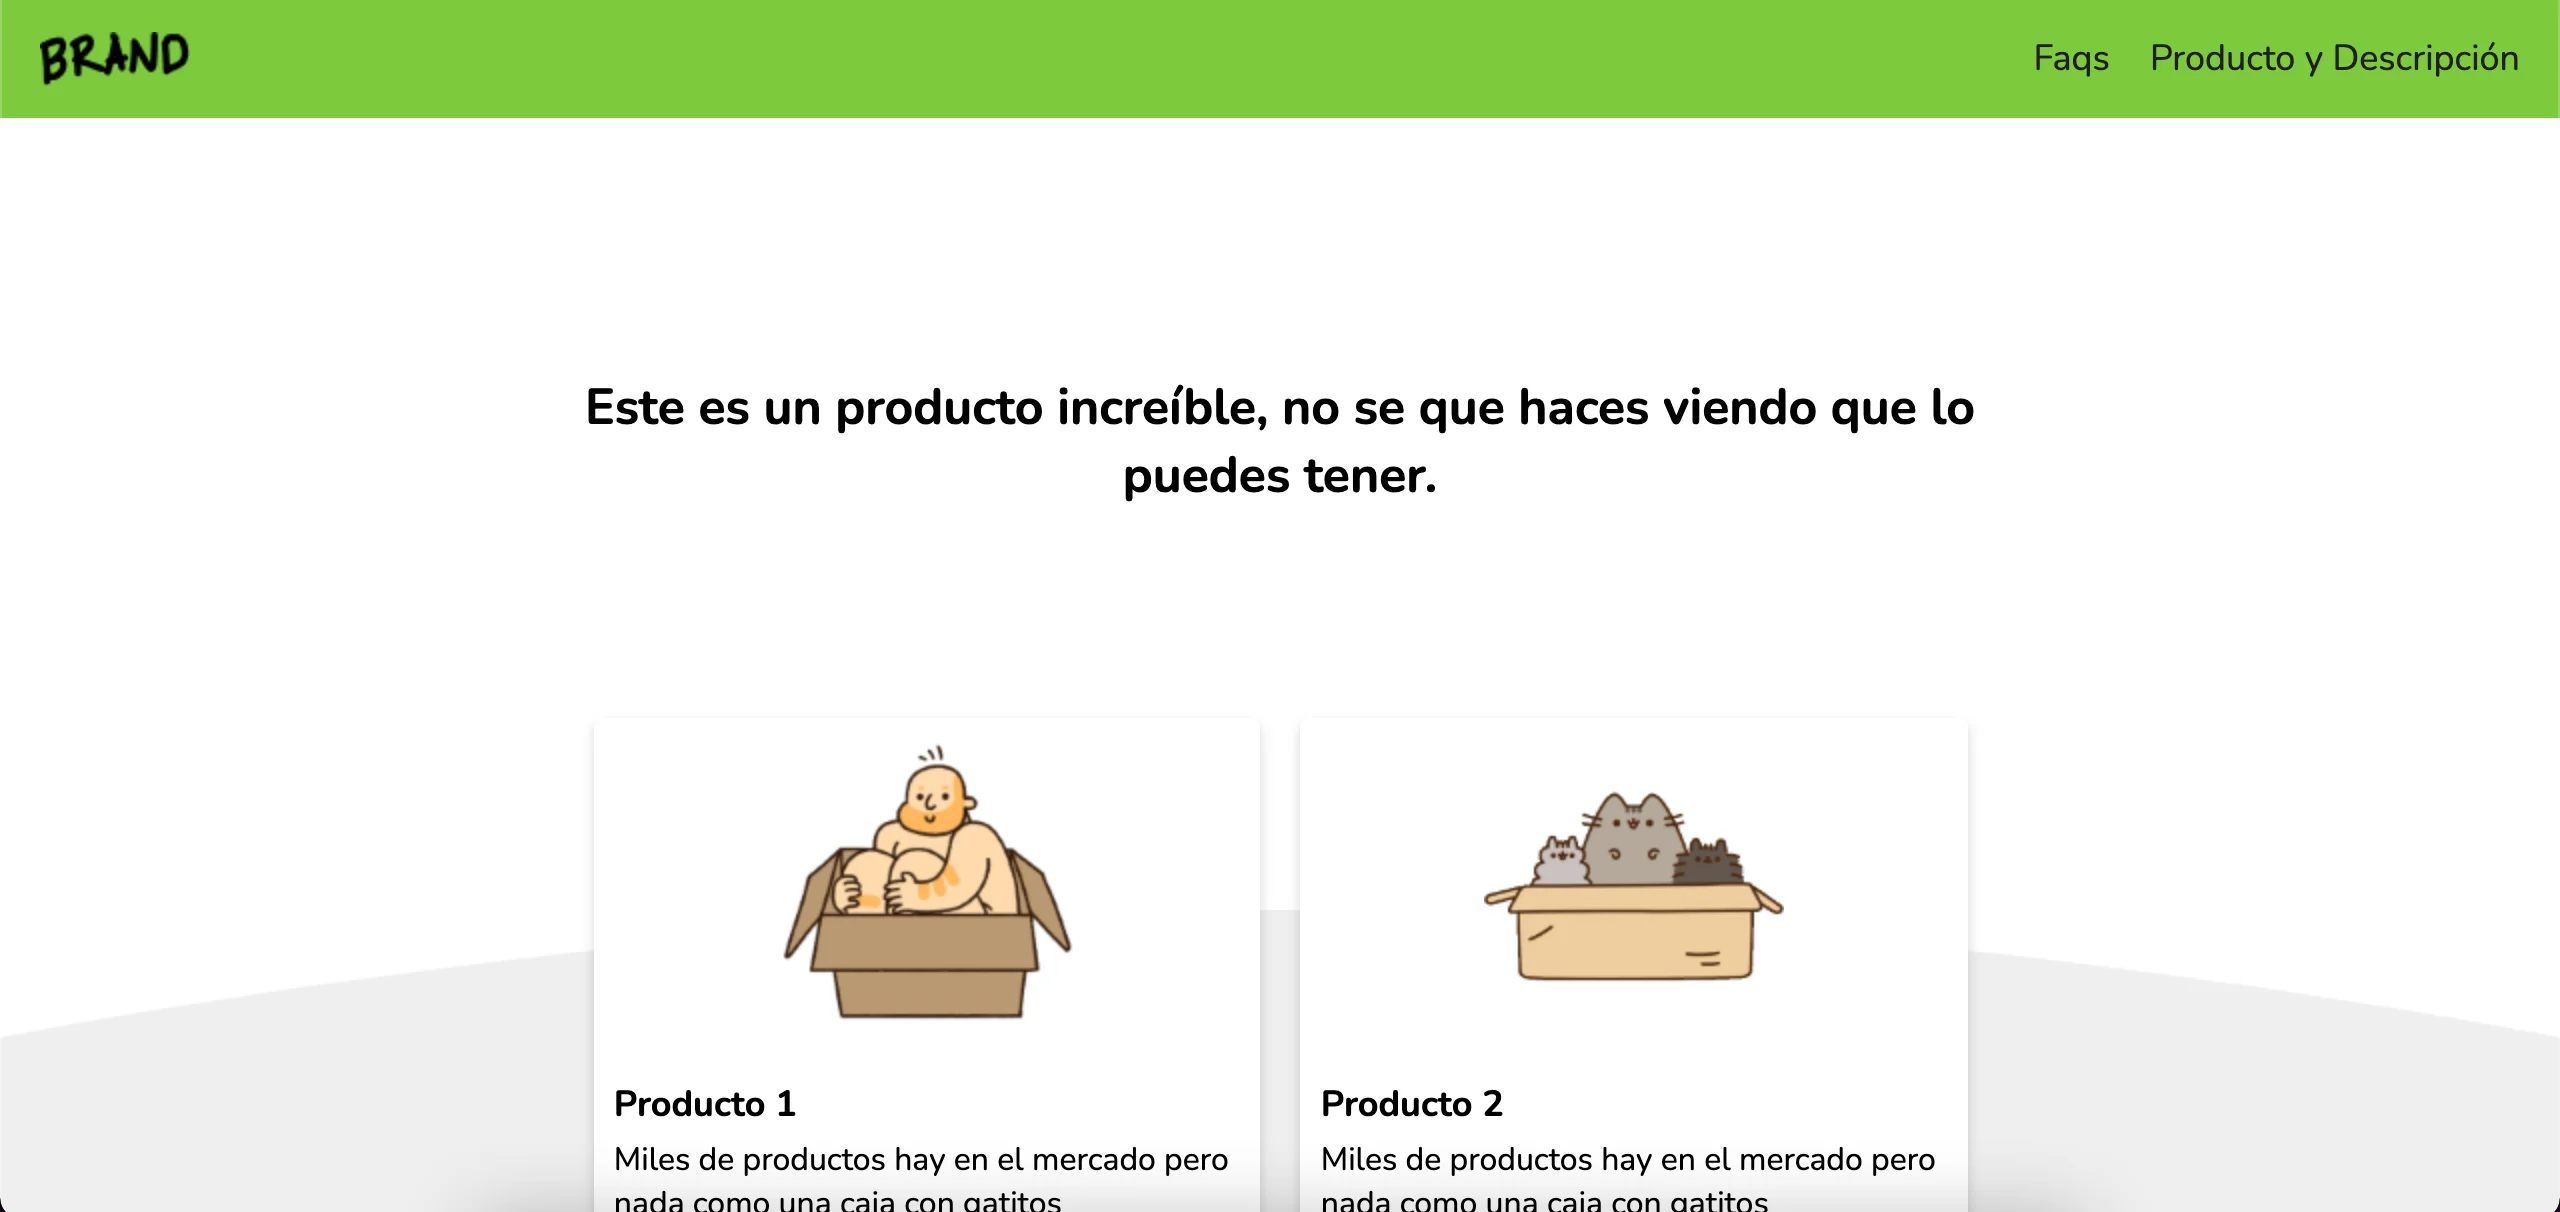 BRAND
Faqs Producto y Descripción
Este es un producto increíble, no se que haces viendo que lo
puedes tener.
Producto 1
Miles de productos hay en el mercado pero
nada como una caja con gatitos
Producto 2
Miles de productos hay en el mercado pero
nada como una caja con gatitos